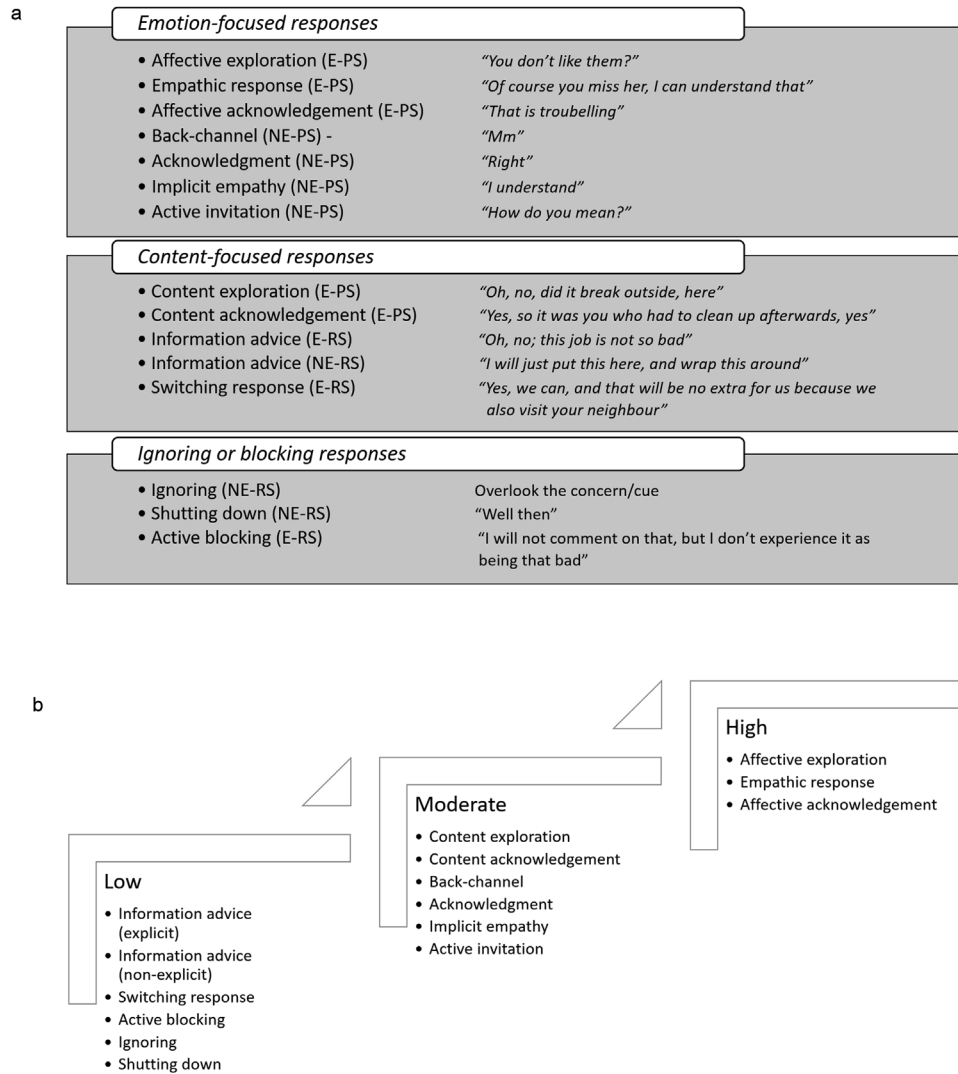 a
Emotion-focused responses
• Affective exploration (E-PS) “You don’t like them?”
• Empathic response (E-PS) “Of course you miss her, I can understand that”
• Affective acknowledgement (E-PS) “That is troubelling”
• Back-channel (NE-PS) - “Mm”
• Acknowledgment (NE-PS) “Right”
• Implicit empathy (NE-PS) “I understand”
• Active invitation (NE-PS) “How do you mean?”
Content-focused responses
• Content exploration (E-PS) “Oh, no, did it break outside, here”
• Content acknowledgement (E-PS) “Yes, so it was you who had to clean up afterwards, yes”
• Information advice (E-RS) “Oh, no; this job is not so bad”
• Information advice (NE-RS) “I will just put this here, and wrap this around”
• Switching response (E-RS) “Yes, we can, and that will be no extra for us because we
also visit your neighbour”
Ignoring or blocking responses
• Ignoring (NE-RS) Overlook the concern/cue
• Shutting down (NE-RS) “Well then”
• Active blocking (E-RS) “I will not comment on that, but I don’t experience it as
being that bad”
b
Low
• Information advice
(explicit)
• Information advice
(non-explicit)
• Switching response
• Active blocking
• Ignoring
• Shutting down
Moderate
• Content exploration
• Content acknowledgement
• Back-channel
• Acknowledgment
• Implicit empathy
• Active invitation
High
• Affective exploration
• Empathic response
• Affective acknowledgement